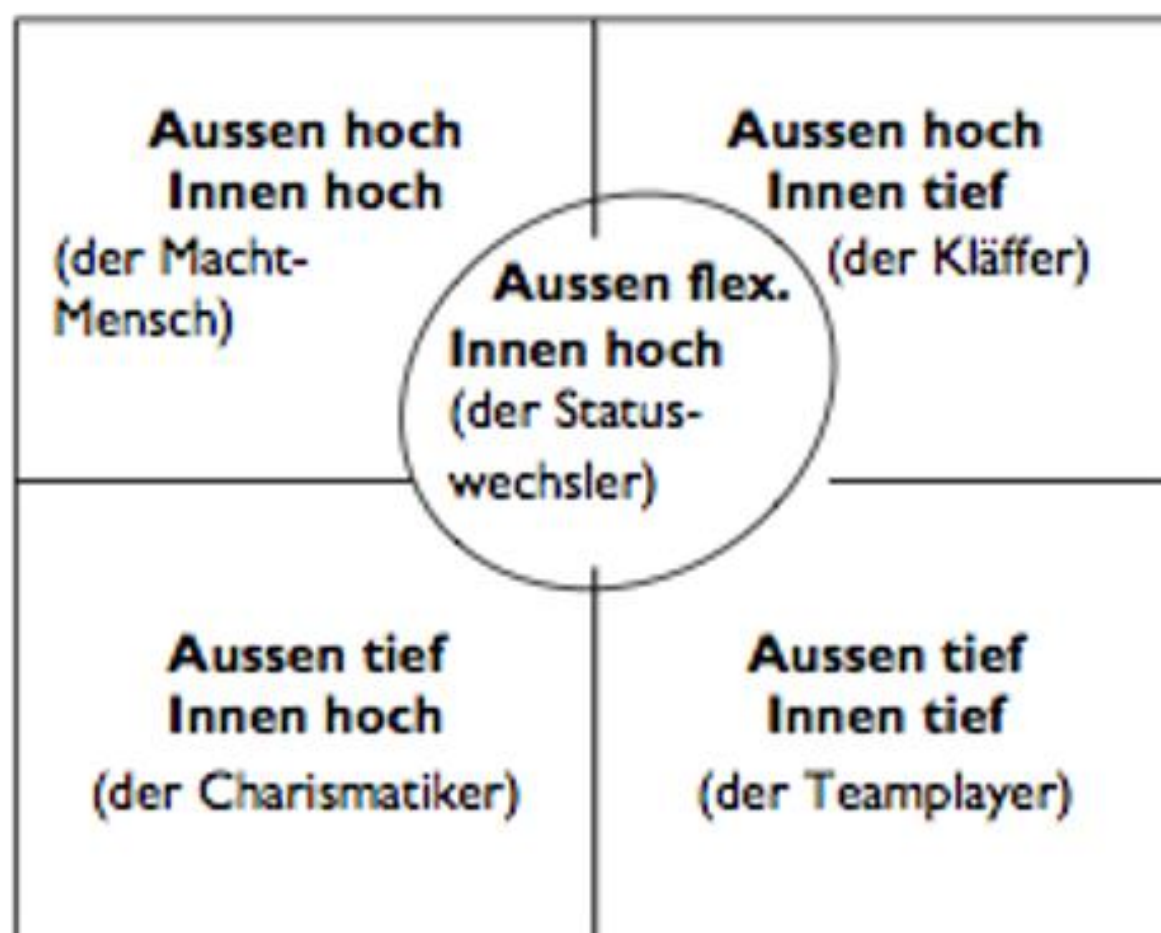 Aussen hoch
Innen hoch
(der Macht-
Mensch)
Aussen hoch
Innen tief
(der Kläffer)
Aussen flex.
Innen hoch
(der Status-
wechsler)
Aussen tief
Innen hoch
(der Charismatiker)
Aussen tief
Innen tief
(der Teamplayer)